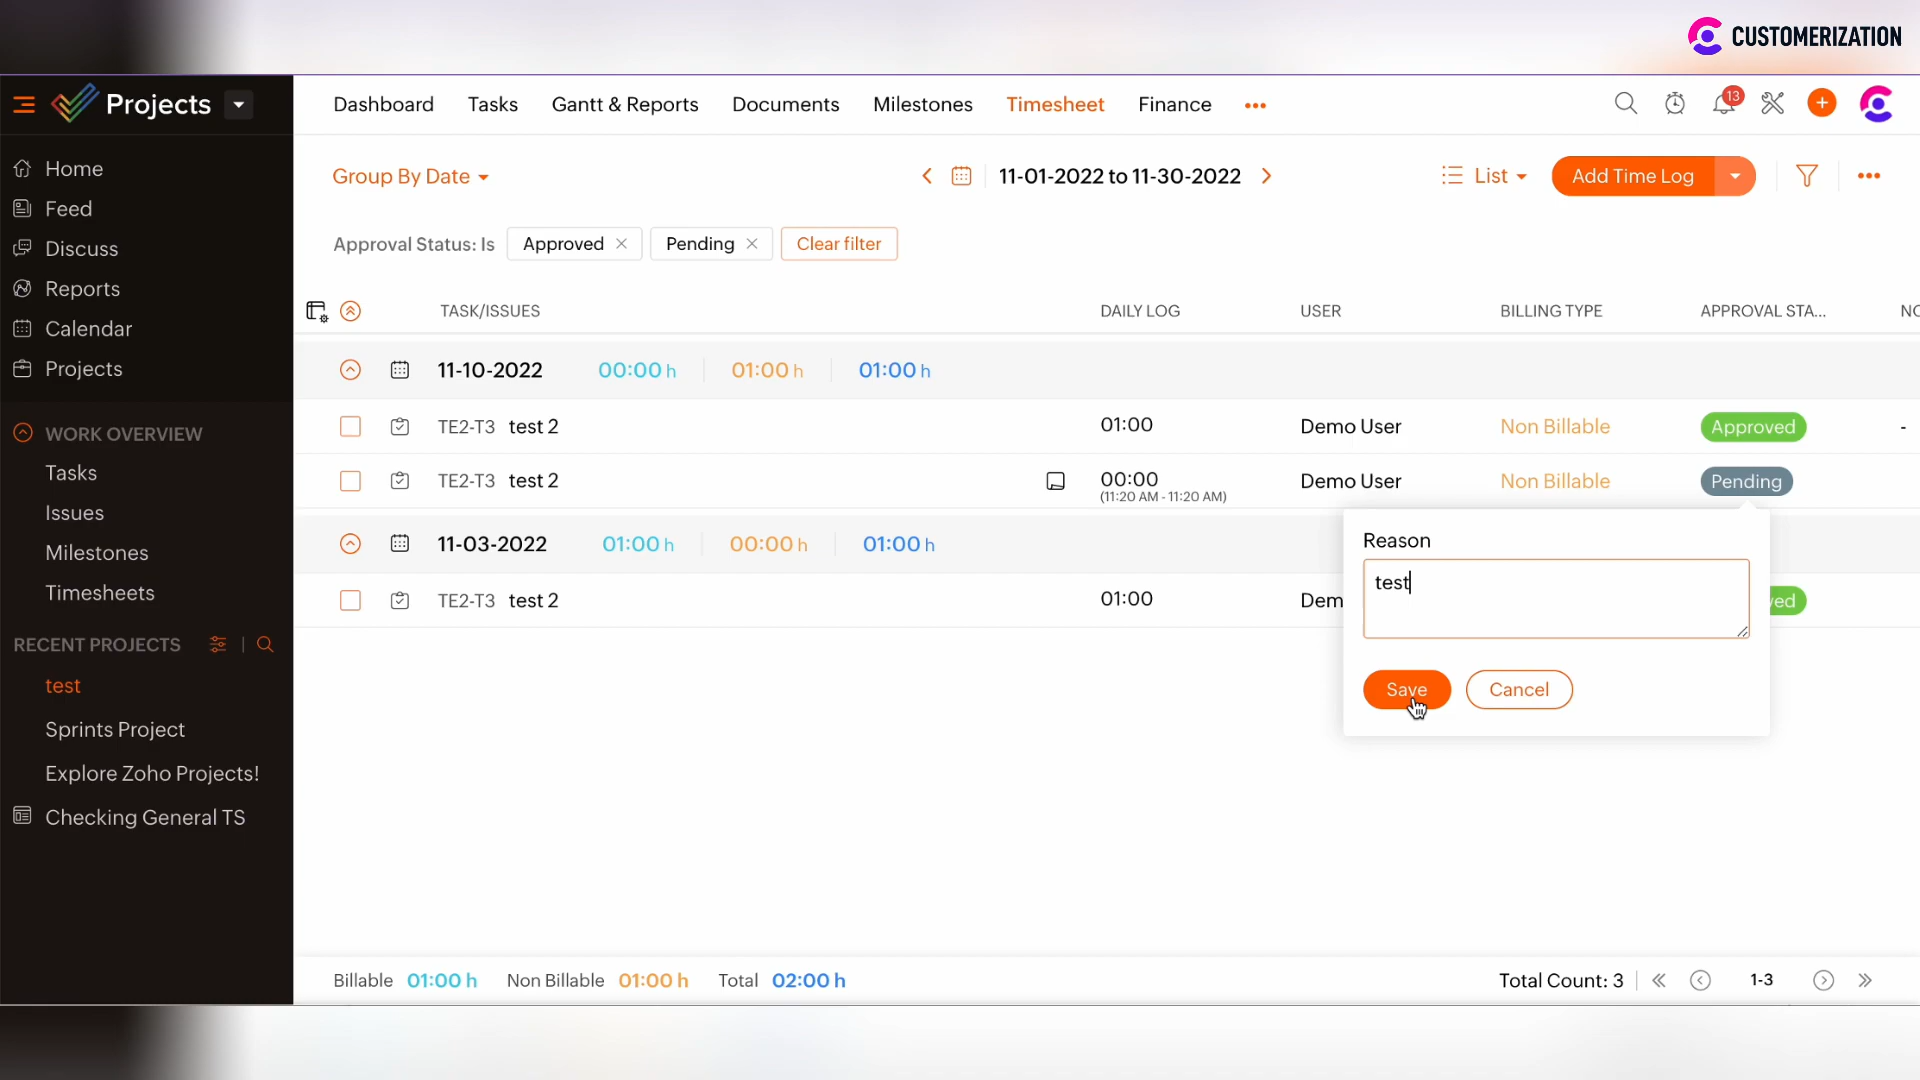 CUSTOMERIZATION
Projects
Dashboard Tasks Gantt & Reports Documents Milestones Timesheet Finance
13
Home
Feed
Discuss
Reports
Calendar
Projects
WORK OVERVIEW
Tasks
Issues
Milestones
Timesheets
RECENT PROJECTS
test
Sprints Project
Explore Zoho Projects!
Checking General TS
Group By Date
11-01-2022 to 11-30-2022
List
Add Time Log
Approval Status: Is Approved Pending Clear filter
TASK/ISSUES DAILY LOG USER BILLING TYPE APPROVAL STA... NO
11-10-2022 00:00 h 01:00 h 01:00 h
TE2-T3 test 2 01:00 Demo User Non Billable Approved -
TE2-T3 test 2 00:00 Demo User Non Billable Pending
(11:20 AM - 11:20 AM)
11-03-2022 01:00 h 00:00 h 01:00 h
TE2-T3 test 2 01:00 Dem ved
Reason
test
Save Cancel
Billable 01:00 h Non Billable 01:00 h Total 02:00 h
Total Count: 3 1-3